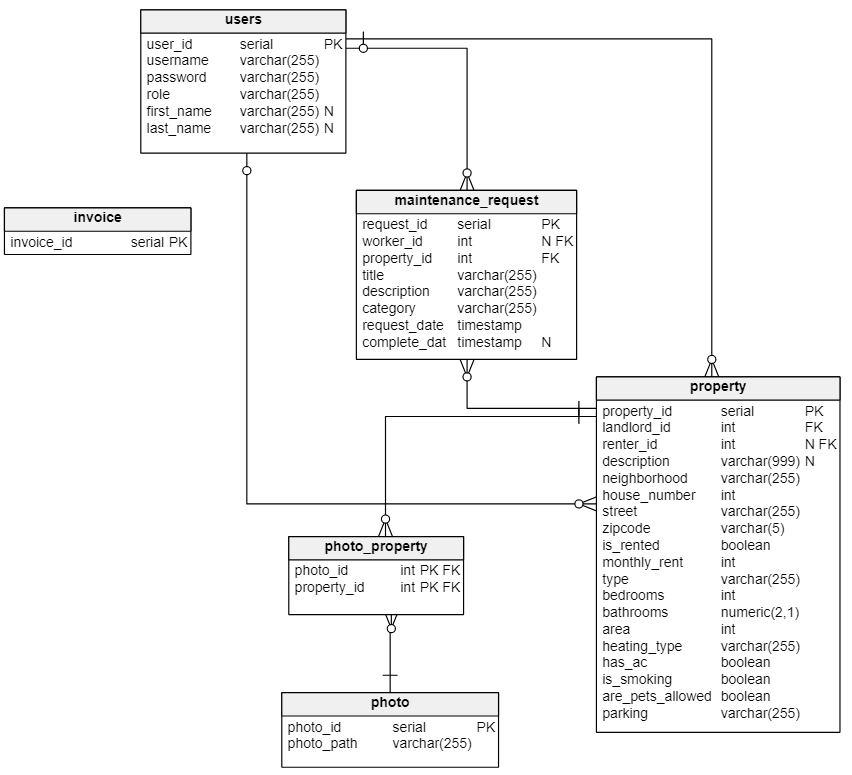 users
user_id serial PK
username varchar(255)
password varchar(255)
role varchar(255)
first_name varchar(255) N
last_name varchar(255) N
invoice
invoice_id serial PK
maintenance_request
request_id serial PK
worker_id int N FK
property_id int FK
title varchar(255)
description varchar(255)
category varchar(255)
request_date timestamp
complete_dat timestamp N
property
property_id serial PK
landlord_id int FK
renter_id int N FK
description varchar(999) N
neighborhood varchar(255)
house_number int
street varchar(255)
zipcode varchar(5)
is_rented boolean
monthly_rent int
type varchar(255)
bedrooms int
bathrooms numeric(2,1)
area int
heating_type varchar(255)
has_ac boolean
is_smoking boolean
are_pets_allowed boolean
parking varchar(255)
photo_property
photo_id int PK FK
property_id int PK FK
photo
photo_id serial PK
photo_path varchar(255)